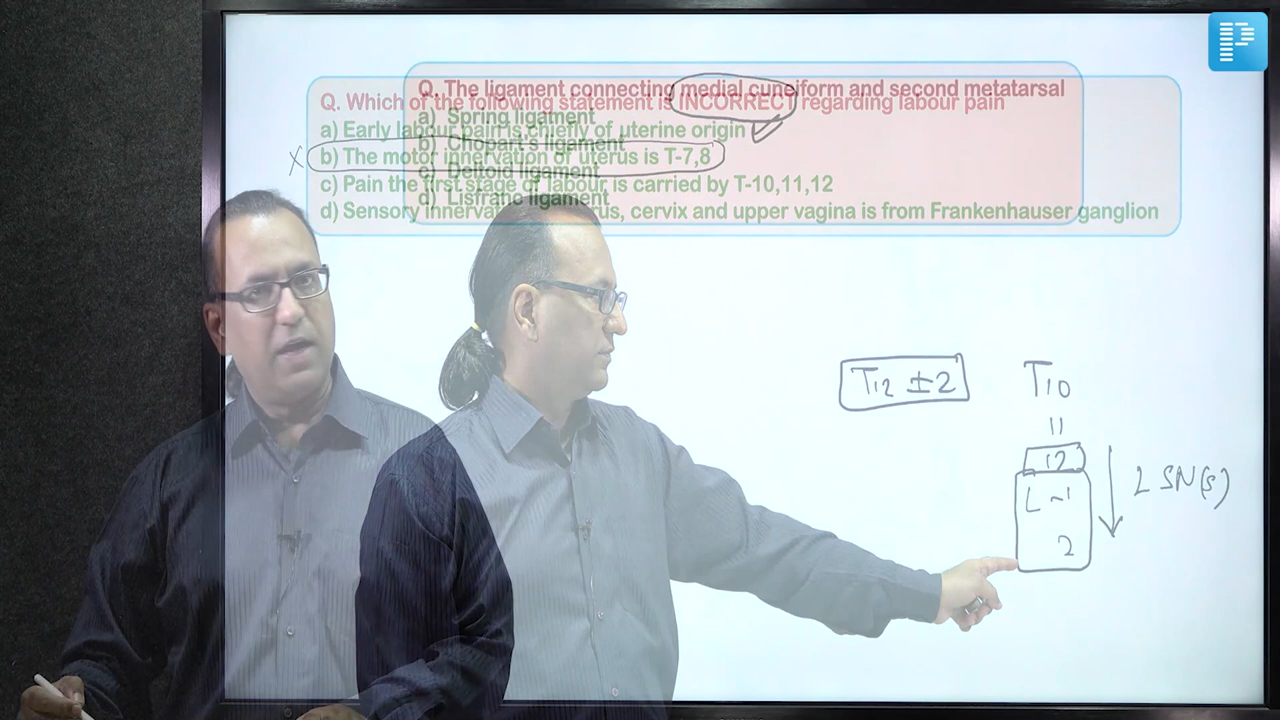 Q. The ligament connecting medial cuneiform and second metatarsal
a) Spring ligament
b) Chopart's ligament
c) Deltoid ligament
d) Lisfranc ligament
Q. Which of the following statement is INCORRECT regarding labour pain
a) Early labour pain is chiefly of uterine origin
X b) The motor innervation of uterus is T-7,8
c) Pain the first stage of labour is carried by T-10,11,12
d) Sensory innervation uterus, cervix and upper vagina is from Frankenhauser ganglion
T12 ±2
T10
11
12
L-1
2
L SN(s)
P